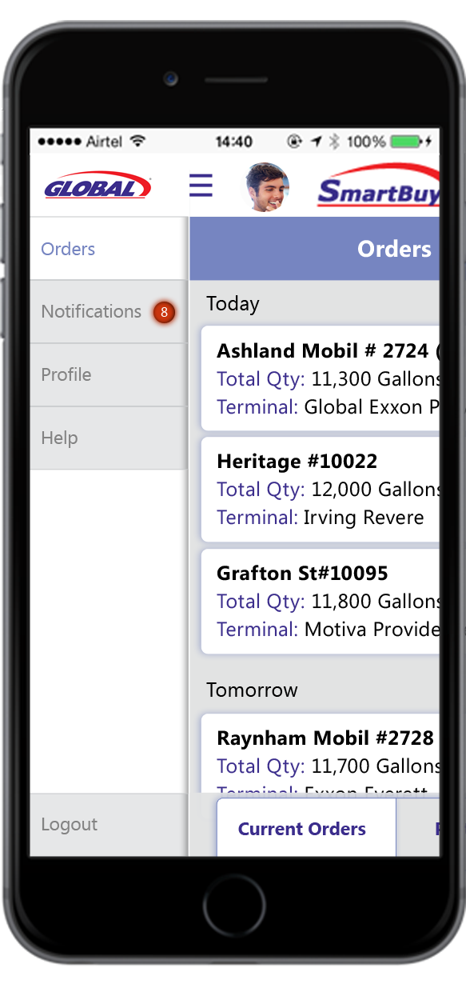 Airtel 14:40 100%
GLOBAL
SmartBuy
Orders
Notifications 8
Profile
Help
Logout
Orders
Today
Ashland Mobil # 2724 (
Total Qty: 11,300 Gallons
Terminal: Global Exxon P
Heritage #10022
Total Qty: 12,000 Gallons
Terminal: Irving Revere
Grafton St#10095
Total Qty: 11,800 Gallons
Terminal: Motiva Provide
Tomorrow
Raynham Mobil #2728
Total Qty: 11,700 Gallons
Terminal: Exxon Everett
Current Orders